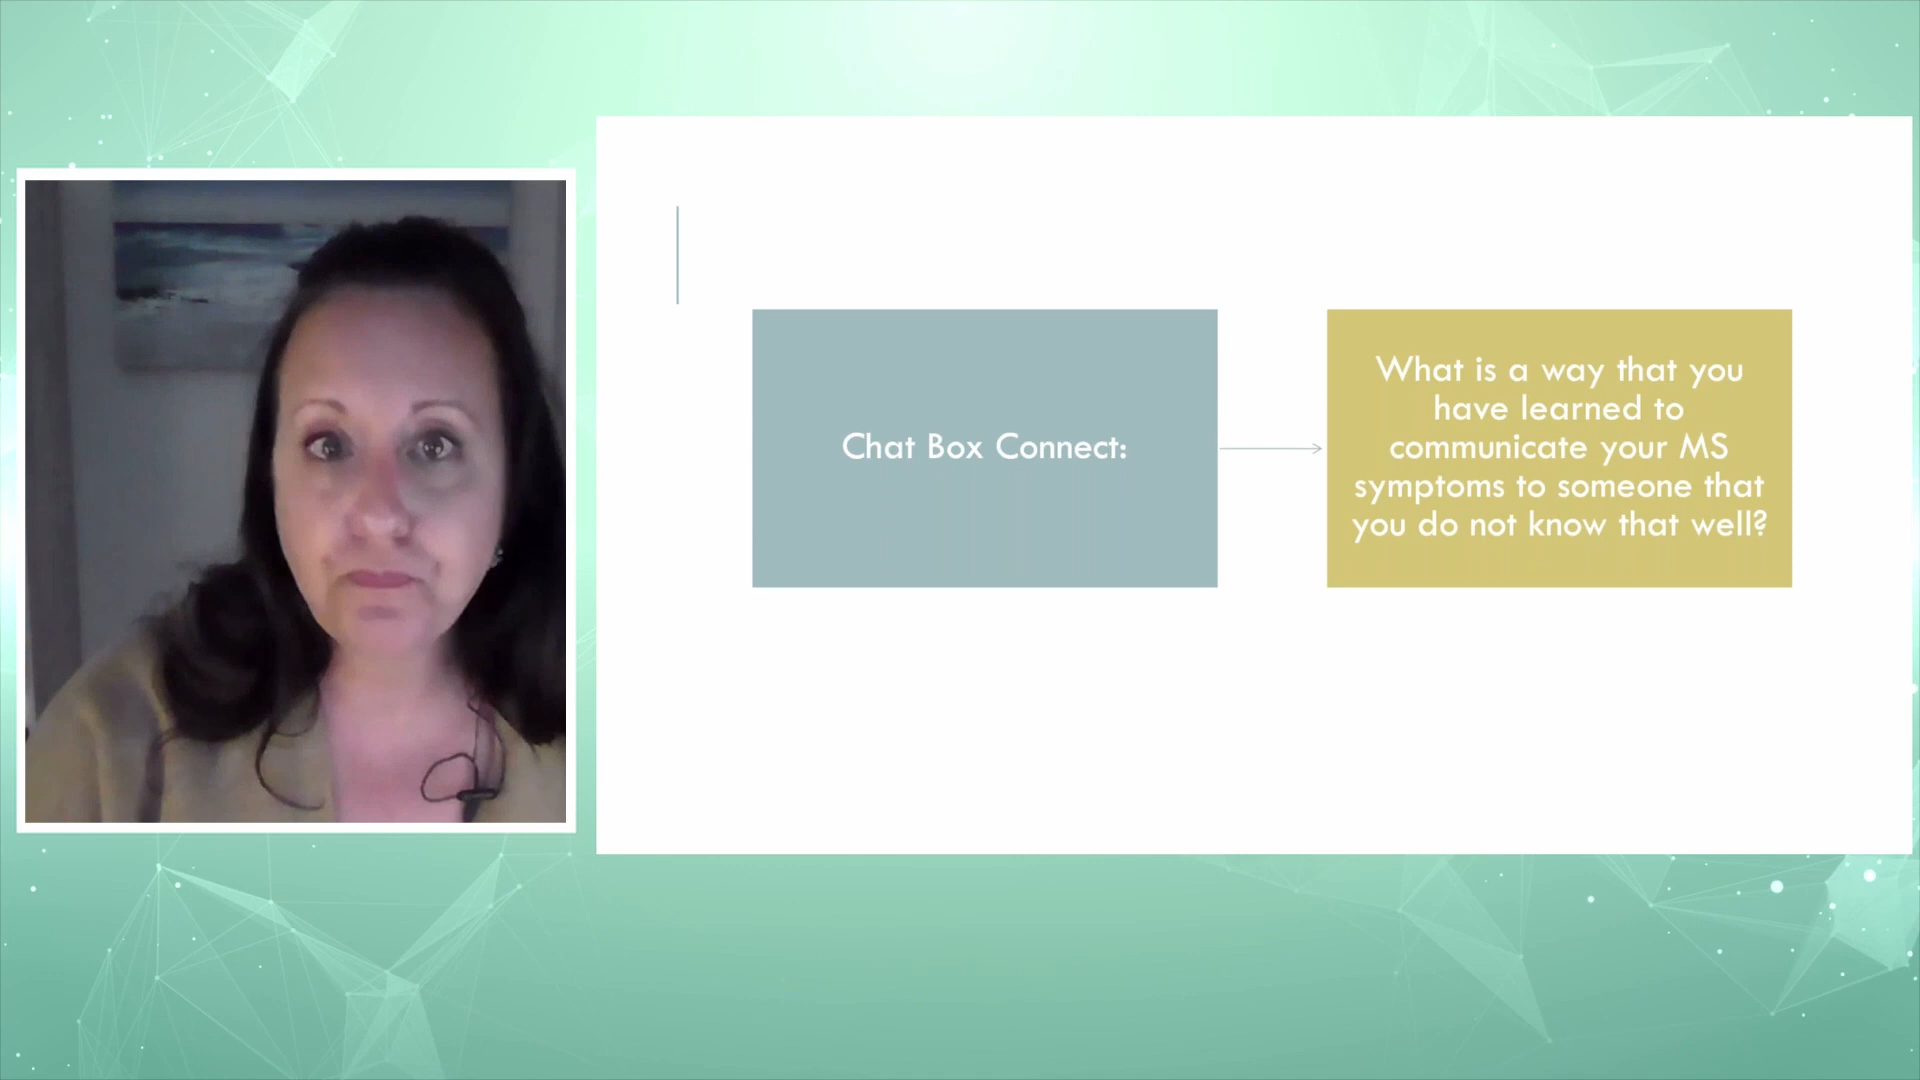 Chat Box Connect:
What is a way that you
have learned to
communicate your MS
symptoms to someone that
you do not know that well?